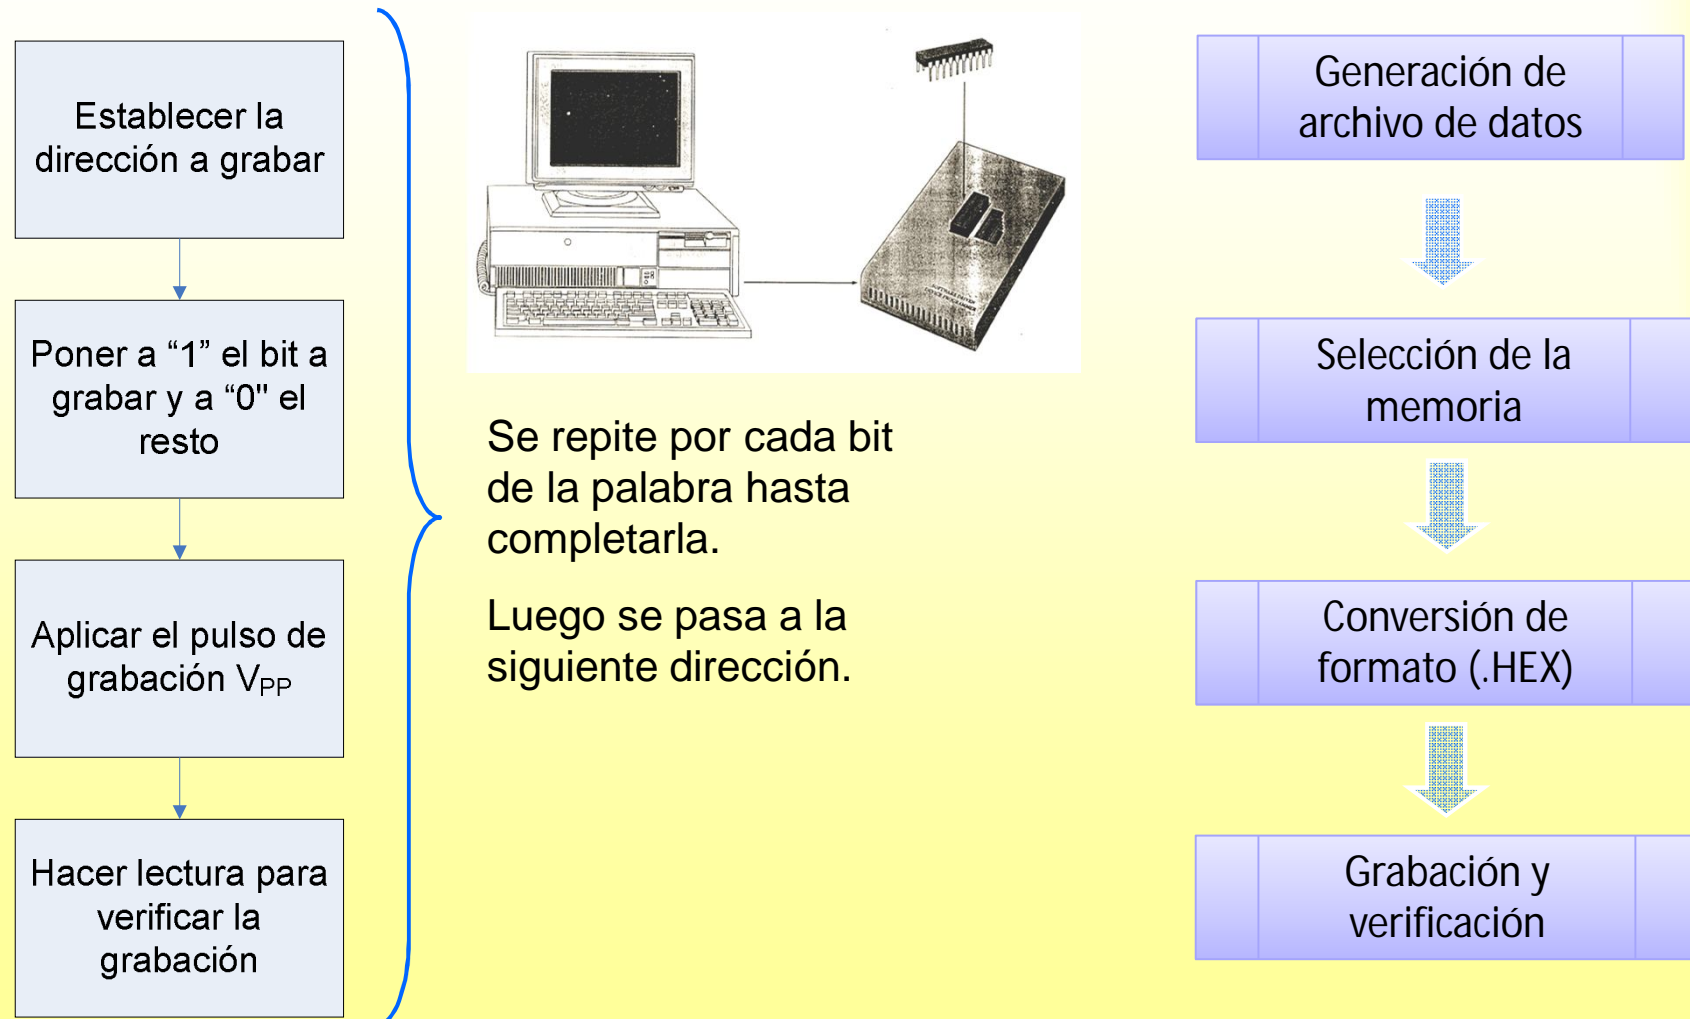 Establecer la
dirección a grabar
Poner a “1” el bit a
grabar y a “0" el
resto
Aplicar el pulso de
grabación VPP
Hacer lectura para
verificar la
grabación
Se repite por cada bit
de la palabra hasta
completarla.
Luego se pasa a la
siguiente dirección.
Generación de
archivo de datos
Selección de la
memoria
Conversión de
formato (.HEX)
Grabación y
verificación